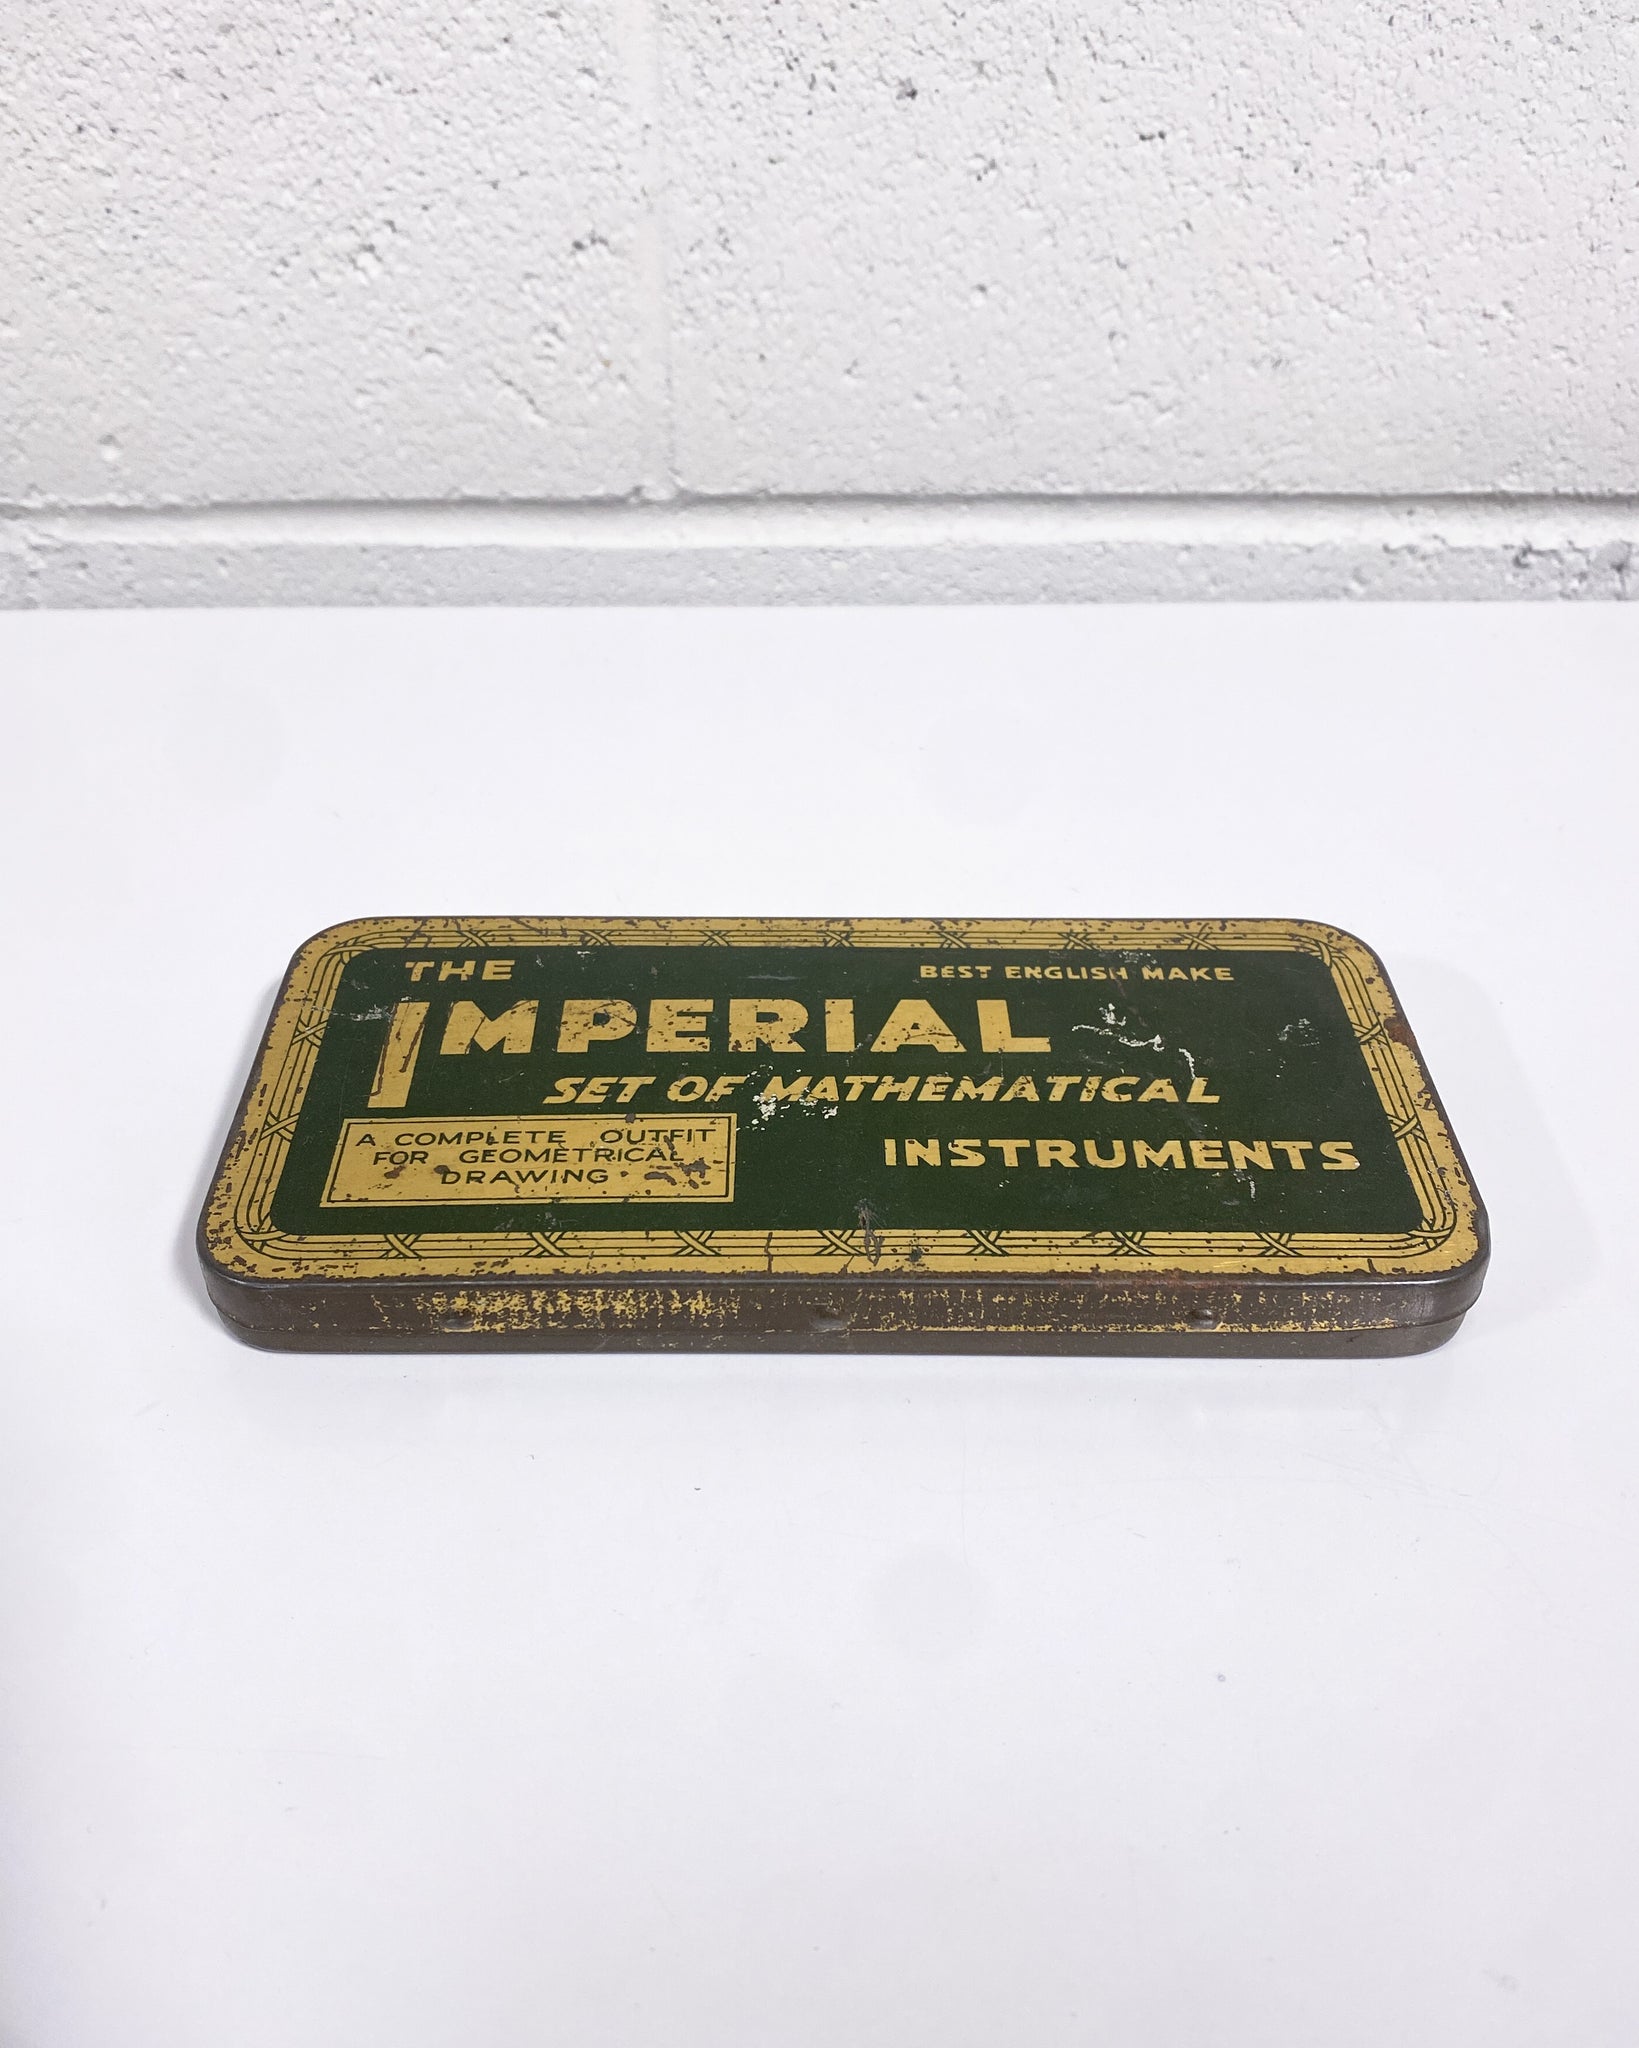 THE
BEST ENGLISH MAKE
IMPERIAL
SET OF MATHEMATICAL
INSTRUMENTS
A COMPLETE OUTFIT
FOR GEOMETRICAL
DRAWING